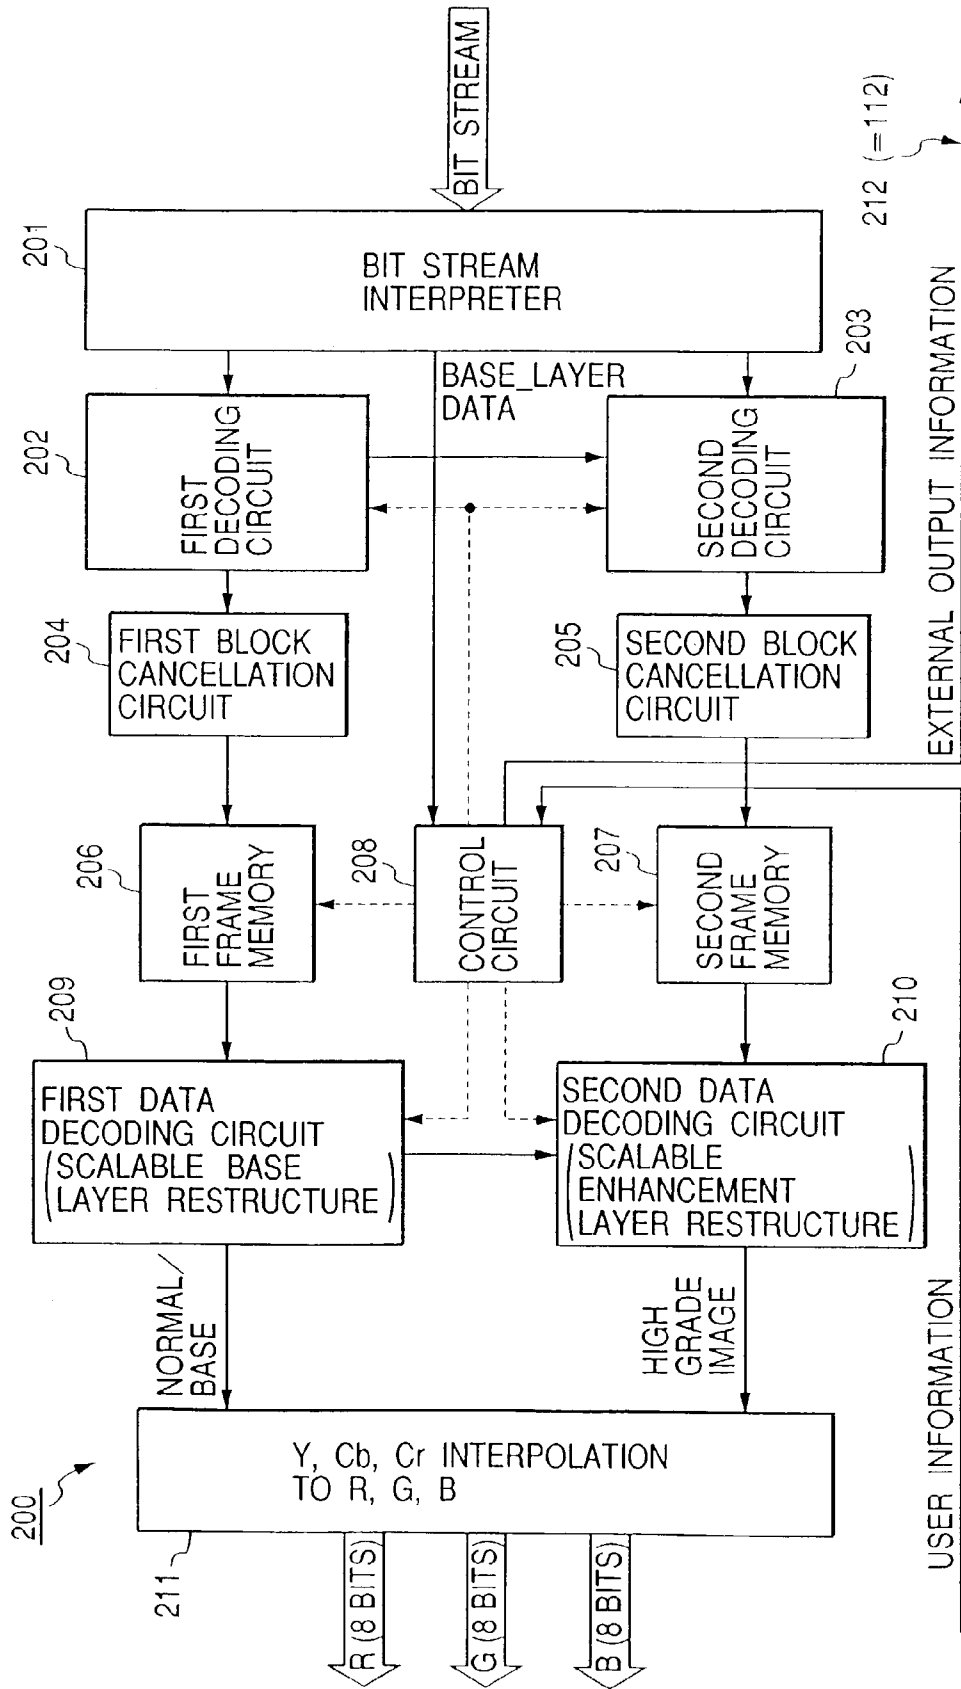 200
211
Y, Cb, Cr INTERPOLATION
TO R, G, B
R (8 BITS)
G (8 BITS)
B (8 BITS)
NORMAL/
BASE
HIGH
GRADE
IMAGE
209
FIRST DATA
DECODING CIRCUIT
(SCALABLE BASE
LAYER RESTRUCTURE)
210
SECOND DATA
DECODING CIRCUIT
(SCALABLE
ENHANCEMENT
LAYER RESTRUCTURE)
206
FIRST
FRAME
MEMORY
208
CONTROL
CIRCUIT
207
SECOND
FRAME
MEMORY
204
FIRST BLOCK
CANCELLATION
CIRCUIT
205
SECOND BLOCK
CANCELLATION
CIRCUIT
202
FIRST
DECODING
CIRCUIT
BASE_LAYER
DATA
203
SECOND
DECODING
CIRCUIT
201
BIT STREAM
INTERPRETER
BIT STREAM
USER INFORMATION
EXTERNAL OUTPUT INFORMATION
212 (=112)